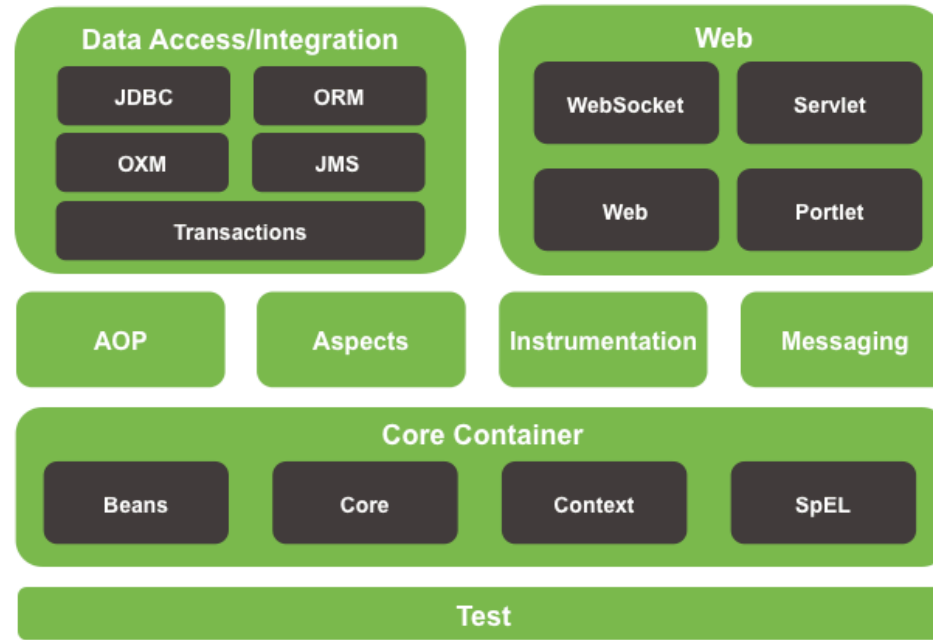 Data Access/Integration
JDBC
ORM
OXM
JMS
Transactions
Web
WebSocket
Servlet
Web
Portlet
AOP
Aspects
Instrumentation
Messaging
Core Container
Beans
Core
Context
SpEL
Test